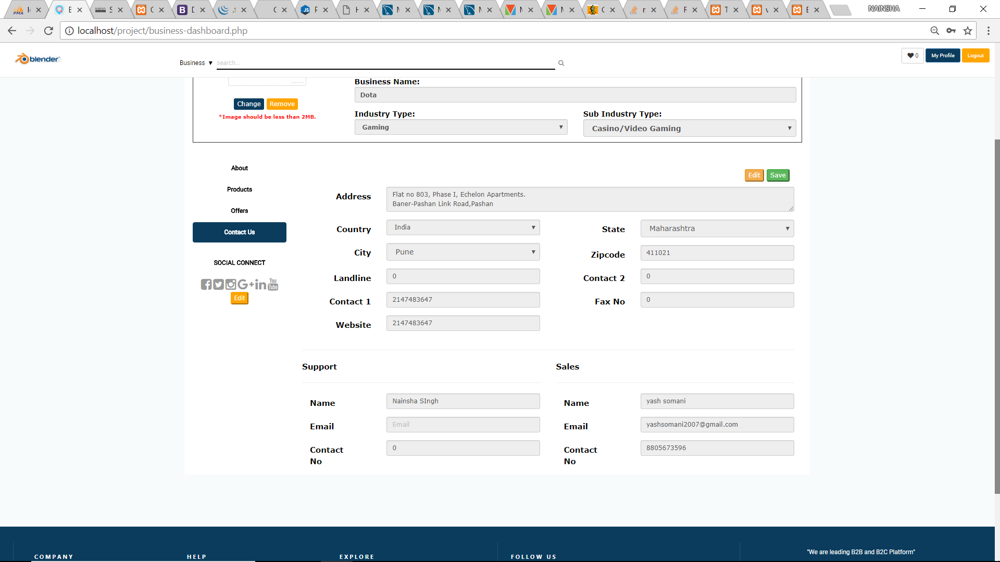 NAINSHA
localhost/project/business-dashboard.php
blender
Business ▼ search...
0
My Profile
Logout
Business Name:
Dota
Change Remove
*Image should be less than 2MB.
Industry Type:
Sub Industry Type:
Gaming
Casino/Video Gaming
About
Products
Offers
Contact Us
SOCIAL CONNECT
You Tube
Edit
Edit Save
Address
Flat no 803, Phase I, Echelon Apartments.
Baner-Pashan Link Road,Pashan
Country India
State Maharashtra
City Pune
Zipcode 411021
Landline 0
Contact 2 0
Contact 1 2147483647
Fax No 0
Website 2147483647
Support
Name Nainsha SIngh
Email Email
Contact No 0
Sales
Name yash somani
Email yashsomani2007@gmail.com
Contact No 8805673596
COMPANY
HELP
EXPLORE
FOLLOW US
"We are leading B2B and B2C Platform"